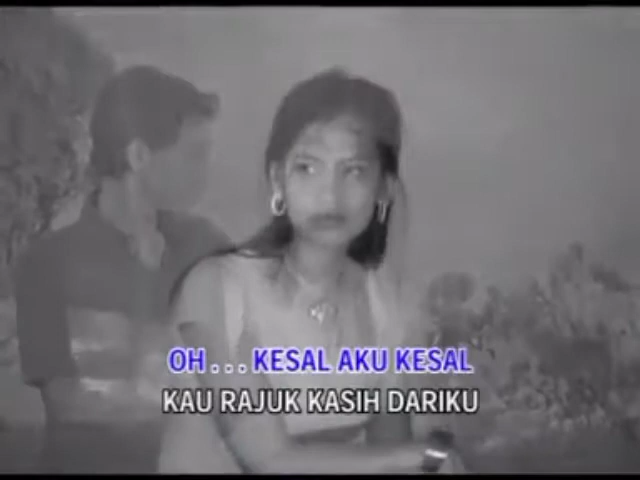 OH . . . KESAL AKU KESAL
KAU RAJUK KASIH DARIKU